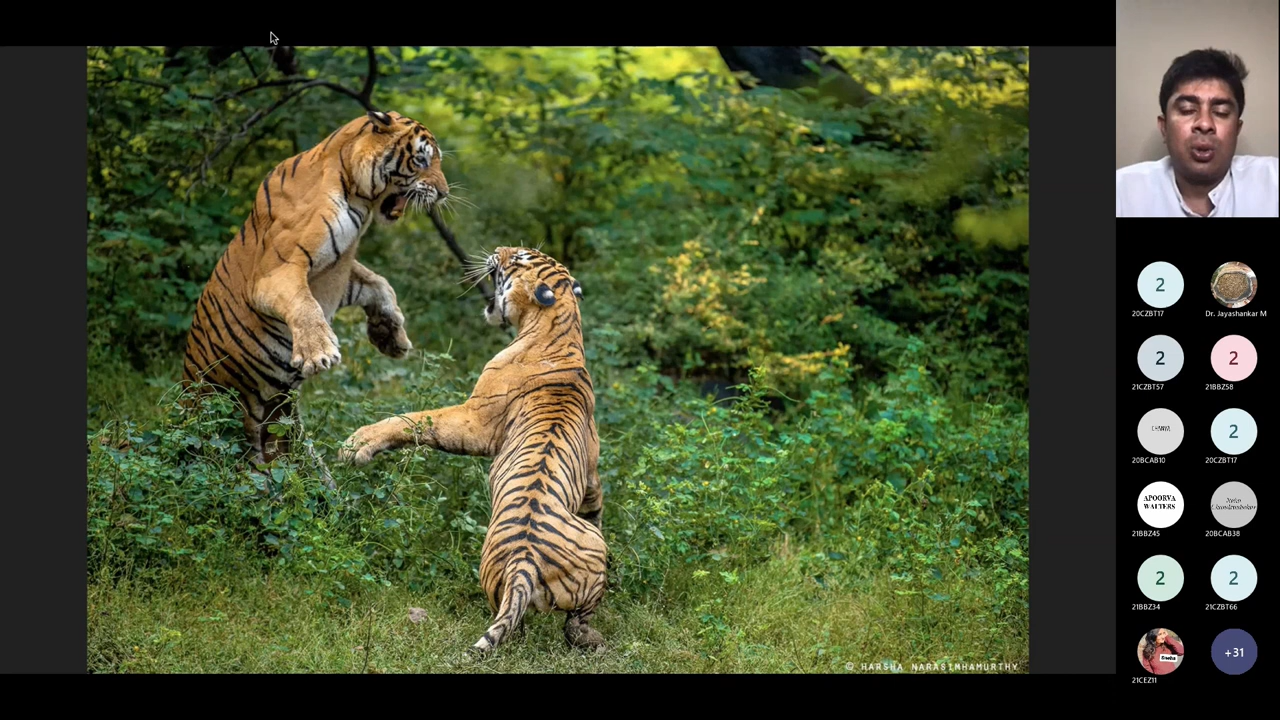 2
20CZBT17
Dr. Jayashankar M
2
21CZBT57
2
21BBZ58
20BCAB10
2
20CZBT17
APOORVA
WALTERS
21BBZ45
20BCAB38
2
21BBZ34
2
21CZBT66
Sneha
21CEZ11
+31
© HARSHA NARASIMHAMURTHY